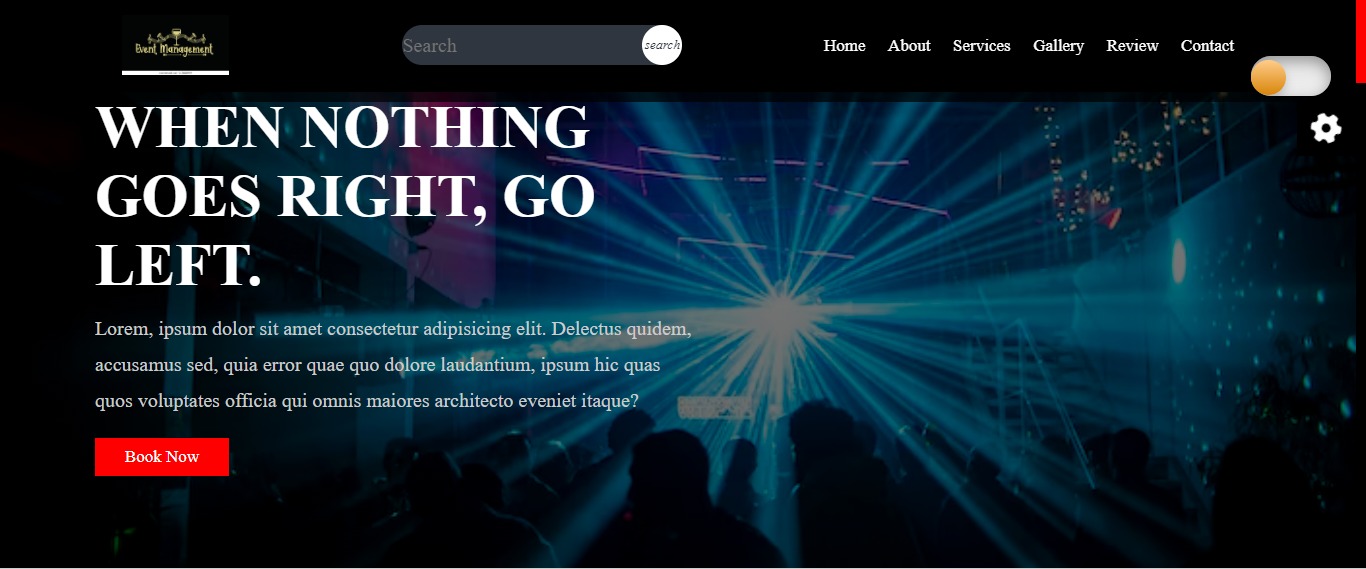 Event Management
Search
search
Home About Services Gallery Review Contact
WHEN NOTHING
GOES RIGHT, GO
LEFT.
Lorem, ipsum dolor sit amet consectetur adipisicing elit. Delectus quidem,
accusamus sed, quia error quae quo dolore laudantium, ipsum hic quas
quos voluptates officia qui omnis maiores architecto eveniet itaque?
Book Now